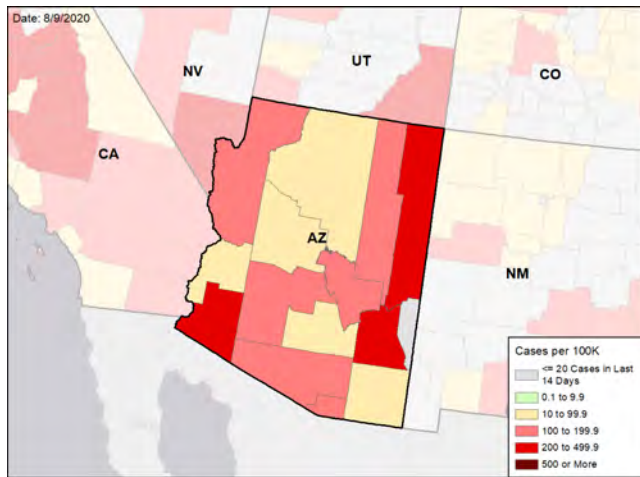 Date: 8/9/2020
NV
UT
CO
CA
AZ
NM
Cases per 100K
<= 20 Cases in Last
14 Days
0.1 to 9.9
10 to 99.9
100 to 199.9
200 to 499.9
500 or More